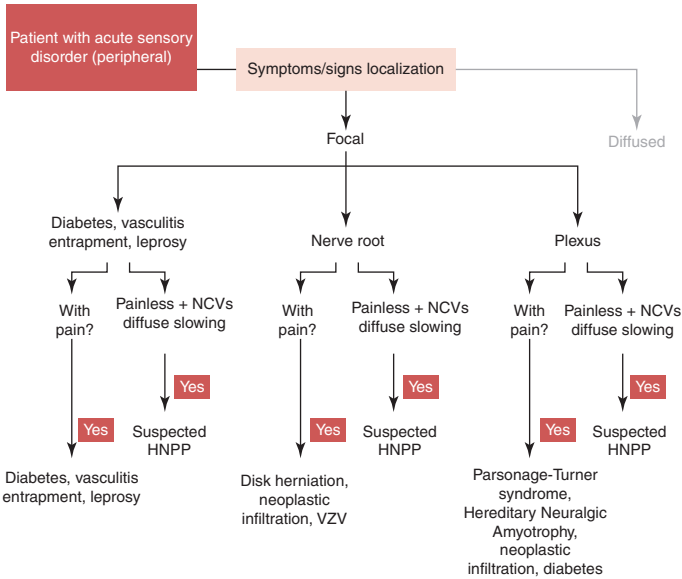 Patient with acute sensory
disorder (peripheral)
Symptoms/signs localization
Focal
Diffused
Diabetes, vasculitis
entrapment, leprosy
Nerve root
Plexus
With
pain?
Painless + NCVs
diffuse slowing
With
pain?
Painless + NCVs
diffuse slowing
With
pain?
Painless + NCVs
diffuse slowing
Yes
Yes
Yes
Yes
Suspected
HNPP
Yes
Suspected
HNPP
Yes
Suspected
HNPP
Diabetes, vasculitis
entrapment, leprosy
Disk herniation,
neoplastic
infiltration, VZV
Parsonage-Turner
syndrome,
Hereditary Neuralgic
Amyotrophy,
neoplastic
infiltration, diabetes